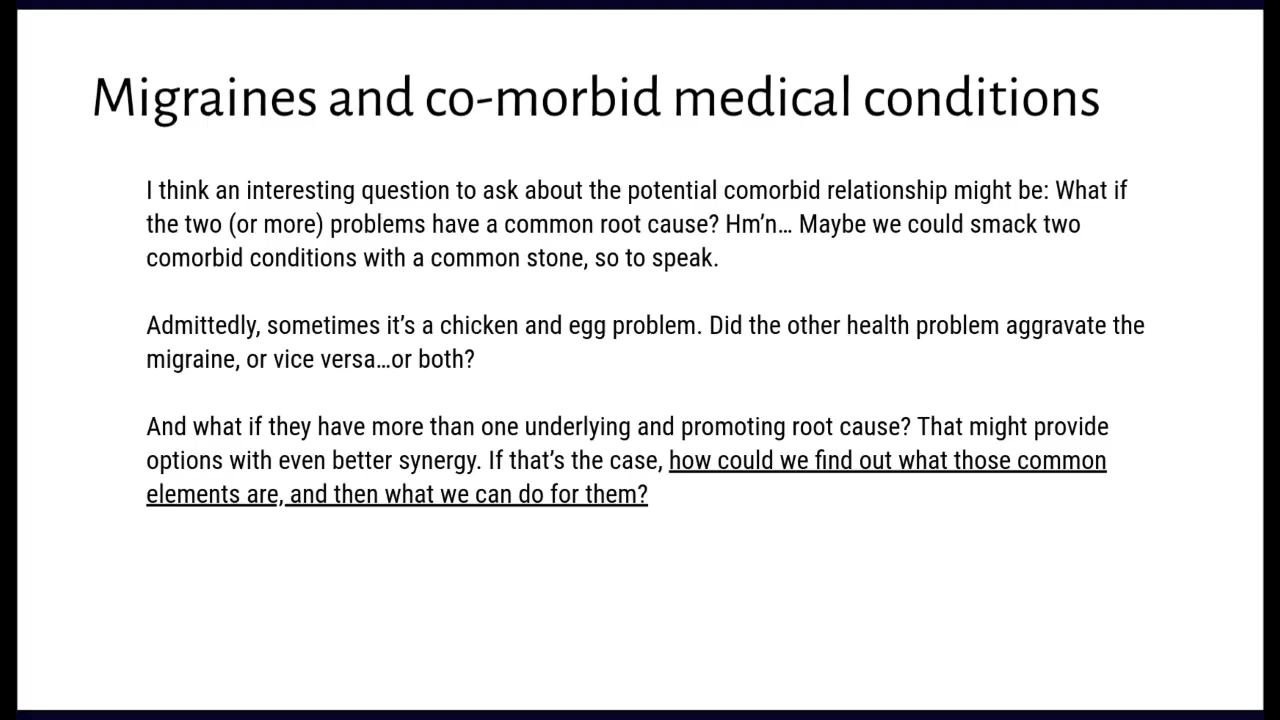 Migraines and co-morbid medical conditions
I think an interesting question to ask about the potential comorbid relationship might be: What if
the two (or more) problems have a common root cause? Hm’n... Maybe we could smack two
comorbid conditions with a common stone, so to speak.
Admittedly, sometimes it’s a chicken and egg problem. Did the other health problem aggravate the
migraine, or vice versa...or both?
And what if they have more than one underlying and promoting root cause? That might provide
options with even better synergy. If that’s the case, how could we find out what those common
elements are, and then what we can do for them?